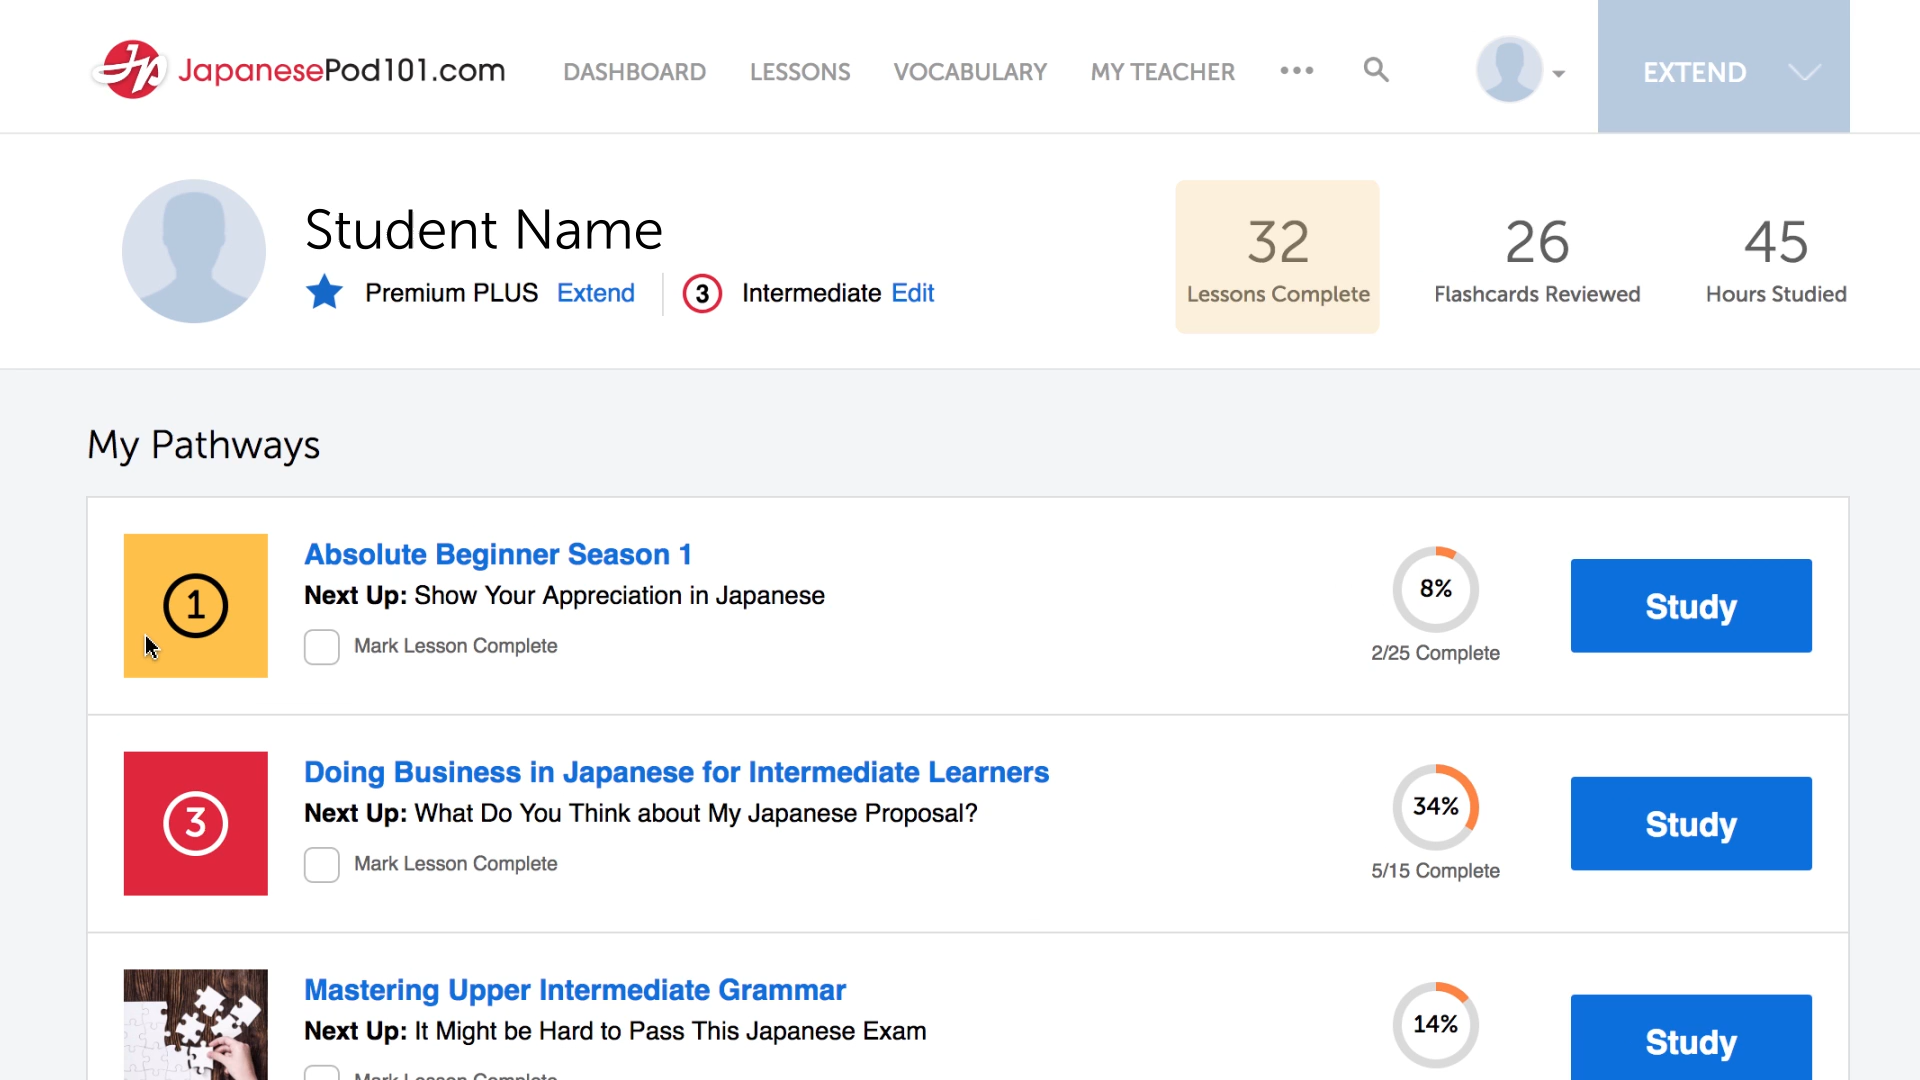 JapanesePod101.com DASHBOARD LESSONS VOCABULARY MY TEACHER EXTEND
Student Name
Premium PLUS Extend 3 Intermediate Edit
32 26 45
Lessons Complete Flashcards Reviewed Hours Studied
My Pathways
1
Absolute Beginner Season 1
Next Up: Show Your Appreciation in Japanese
Mark Lesson Complete
8%
2/25 Complete
Study
3
Doing Business in Japanese for Intermediate Learners
Next Up: What Do You Think about My Japanese Proposal?
Mark Lesson Complete
34%
5/15 Complete
Study
Mastering Upper Intermediate Grammar
Next Up: It Might be Hard to Pass This Japanese Exam
Mark Lesson Complete
14%
Study